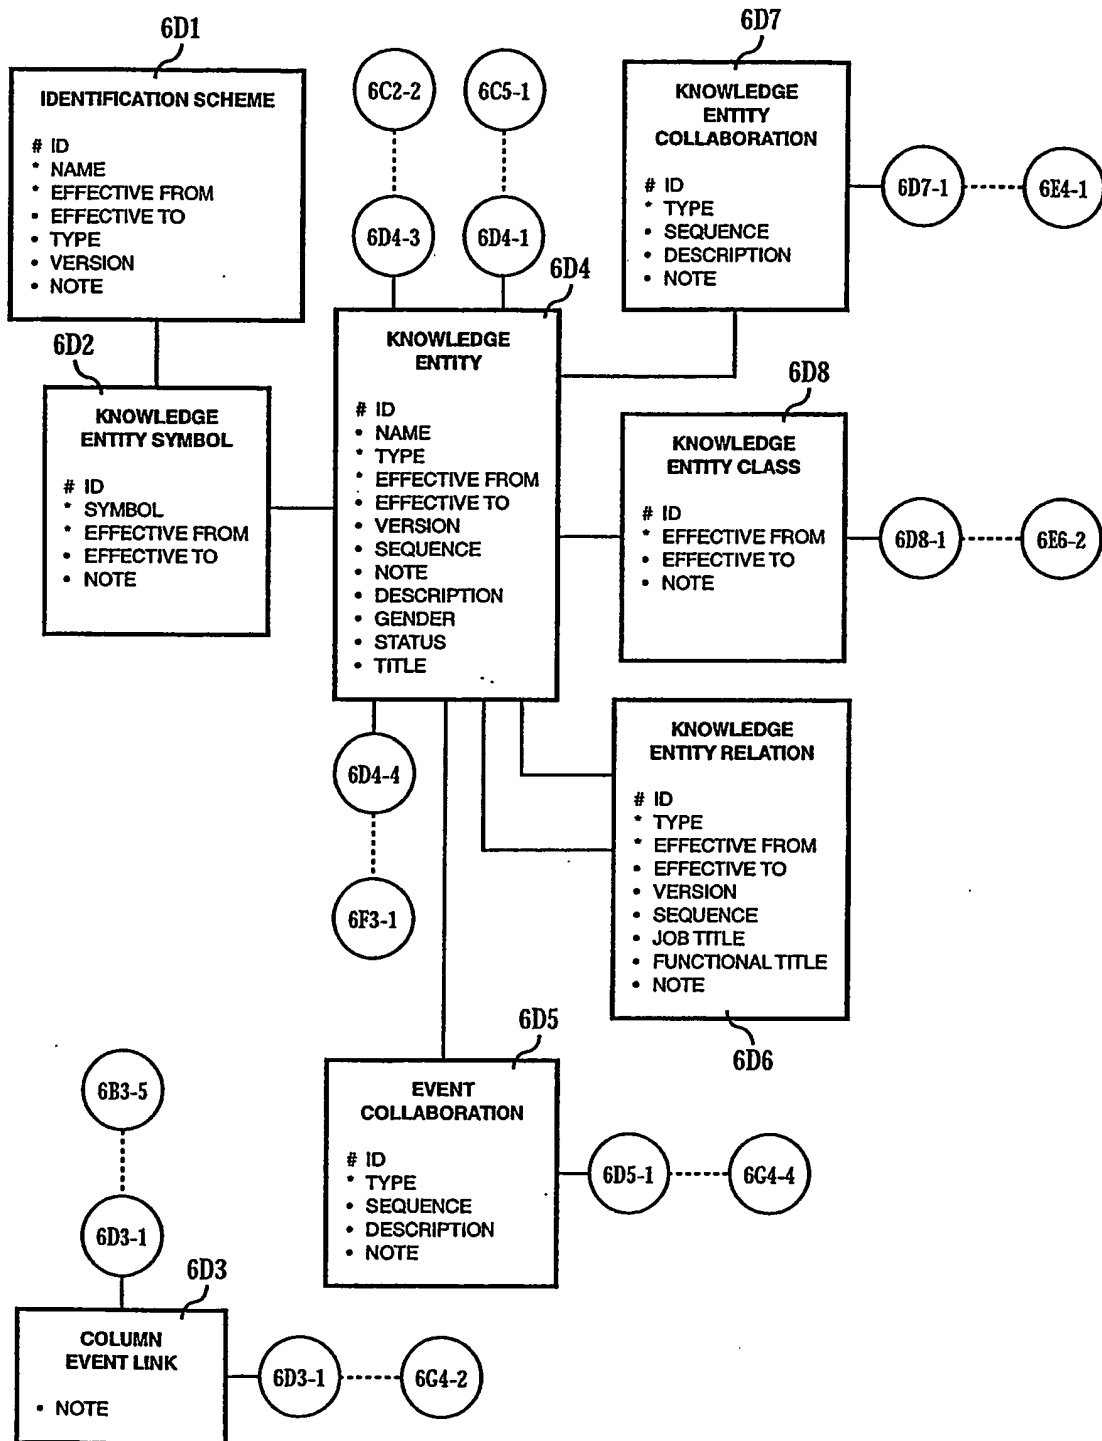 6D1
IDENTIFICATION SCHEME
# ID
* NAME
* EFFECTIVE FROM
• EFFECTIVE TO
• TYPE
• VERSION
• NOTE
6C2-2
6C5-1
6D4-3
6D4-1
6D7
KNOWLEDGE
ENTITY
COLLABORATION
# ID
* TYPE
• SEQUENCE
• DESCRIPTION
• NOTE
6D7-1
6E4-1
6D2
KNOWLEDGE
ENTITY SYMBOL
# ID
* SYMBOL
* EFFECTIVE FROM
• EFFECTIVE TO
• NOTE
6D4
KNOWLEDGE
ENTITY
# ID
• NAME
* TYPE
* EFFECTIVE FROM
• EFFECTIVE TO
• VERSION
• SEQUENCE
• NOTE
• DESCRIPTION
• GENDER
• STATUS
• TITLE
6D8
KNOWLEDGE
ENTITY CLASS
# ID
* EFFECTIVE FROM
• EFFECTIVE TO
• NOTE
6D8-1
6E6-2
6D4-4
6F3-1
KNOWLEDGE
ENTITY RELATION
# ID
* TYPE
* EFFECTIVE FROM
• EFFECTIVE TO
• VERSION
• SEQUENCE
• JOB TITLE
• FUNCTIONAL TITLE
• NOTE
6D6
6D5
EVENT
COLLABORATION
# ID
* TYPE
• SEQUENCE
• DESCRIPTION
• NOTE
6D5-1
6G4-4
6B3-5
6D3-1
6D3
COLUMN
EVENT LINK
• NOTE
6D3-1
6G4-2